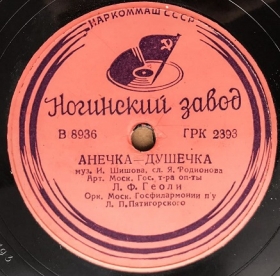 НАРКОММАШ СССР
Ногинский завод
В 8936 ГРК 2393
АНЕЧКА—ДУШЕЧКА
муз. И. Шишова, сл. Я. Родионова
Арт. Моск. Гос. т-ра оп-ты
Л. Ф. Геоли
Орк. Моск. Госфилармонии п/у
Л. П. Пятигорского